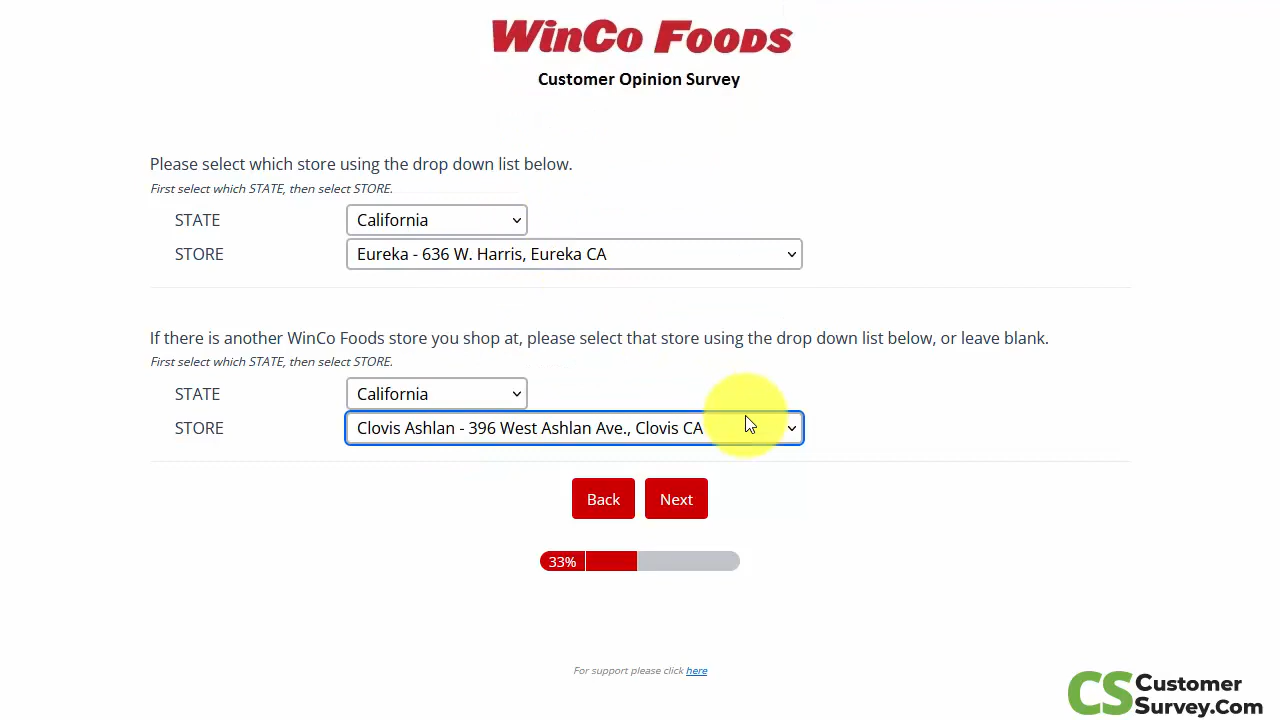 WinCo Foods
Customer Opinion Survey
Please select which store using the drop down list below.
First select which STATE, then select STORE.
STATE California
STORE Eureka - 636 W. Harris, Eureka CA
If there is another WinCo Foods store you shop at, please select that store using the drop down list below, or leave blank.
First select which STATE, then select STORE.
STATE California
STORE Clovis Ashlan - 396 West Ashlan Ave., Clovis CA
Back Next
33%
For support please click here
CS Customer
Survey.Com